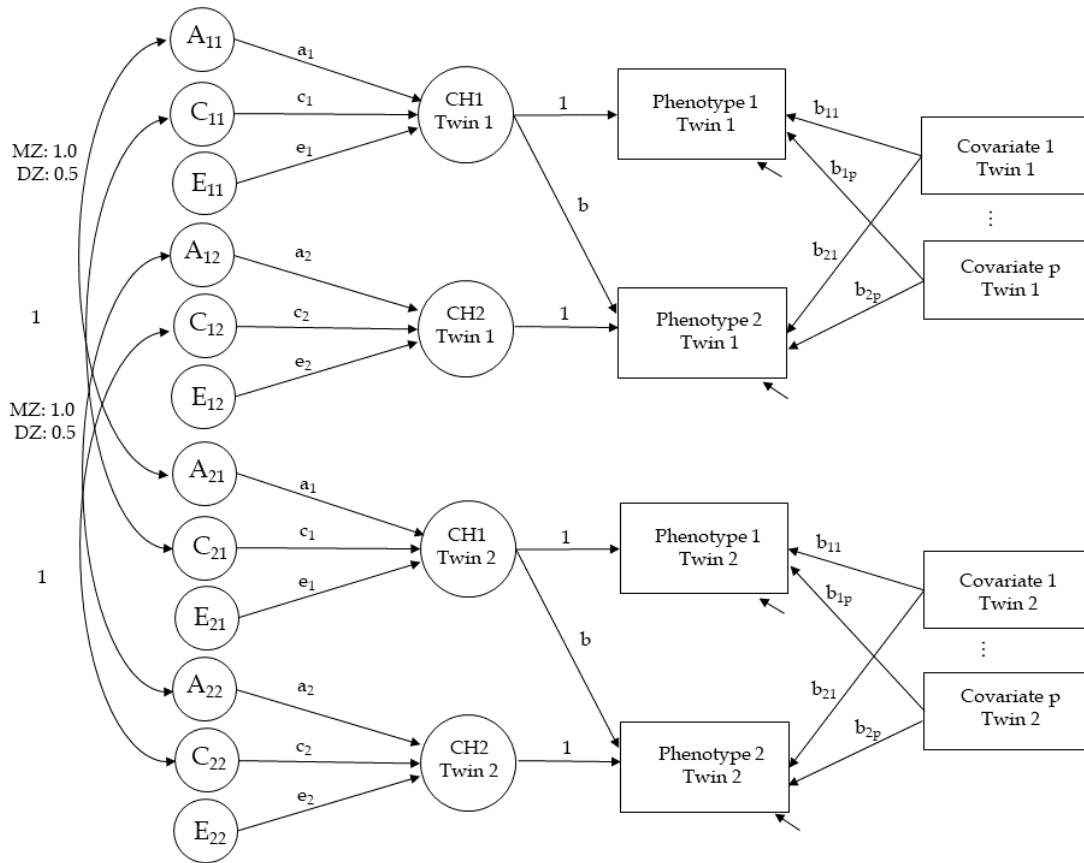 A₁₁
a₁
C₁₁
c₁
CH1
Twin 1
1
Phenotype 1
Twin 1
b₁₁
Covariate 1
Twin 1
MZ: 1.0
DZ: 0.5
E₁₁
e₁
b₁ₚ
⋮
b
A₁₂
a₂
b₂₁
Covariate p
Twin 1
b₂ₚ
1
C₁₂
c₂
CH2
Twin 1
1
Phenotype 2
Twin 1
E₁₂
e₂
MZ: 1.0
DZ: 0.5
A₂₁
a₁
C₂₁
c₁
CH1
Twin 2
1
Phenotype 1
Twin 2
b₁₁
Covariate 1
Twin 2
1
E₂₁
e₁
b₁ₚ
⋮
b
A₂₂
a₂
b₂₁
Covariate p
Twin 2
b₂ₚ
C₂₂
c₂
CH2
Twin 2
1
Phenotype 2
Twin 2
E₂₂
e₂